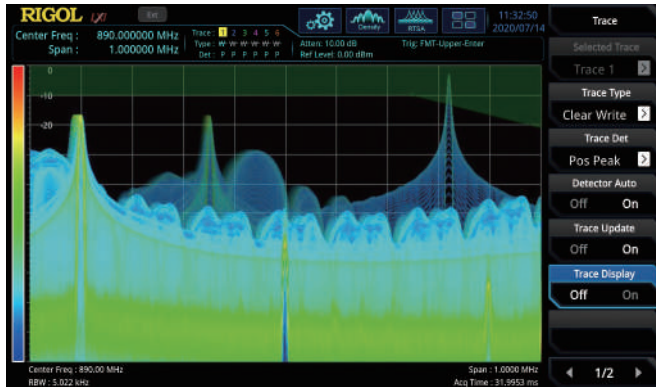 RIGOL LXI Ext
11:32:50
2020/07/14
Center Freq : 890.000000 MHz
Span : 1.000000 MHz
Trace : 1 2 3 4 5 6
Type : W W W W W W
Det : P P P P P P
Density
RTSA
Atten: 10.00 dB
Ref Level: 0.00 dBm
Trig: FMT-Upper-Enter
0
-10
-20
Center Freq : 890.00 MHz
RBW : 5.022 kHz
Span : 1.0000 MHz
Acq Time : 31.9953 ms
Trace
Selected Trace
Trace 1
Trace Type
Clear Write
Trace Det
Pos Peak
Detector Auto
Off On
Trace Update
Off On
Trace Display
Off On
1/2